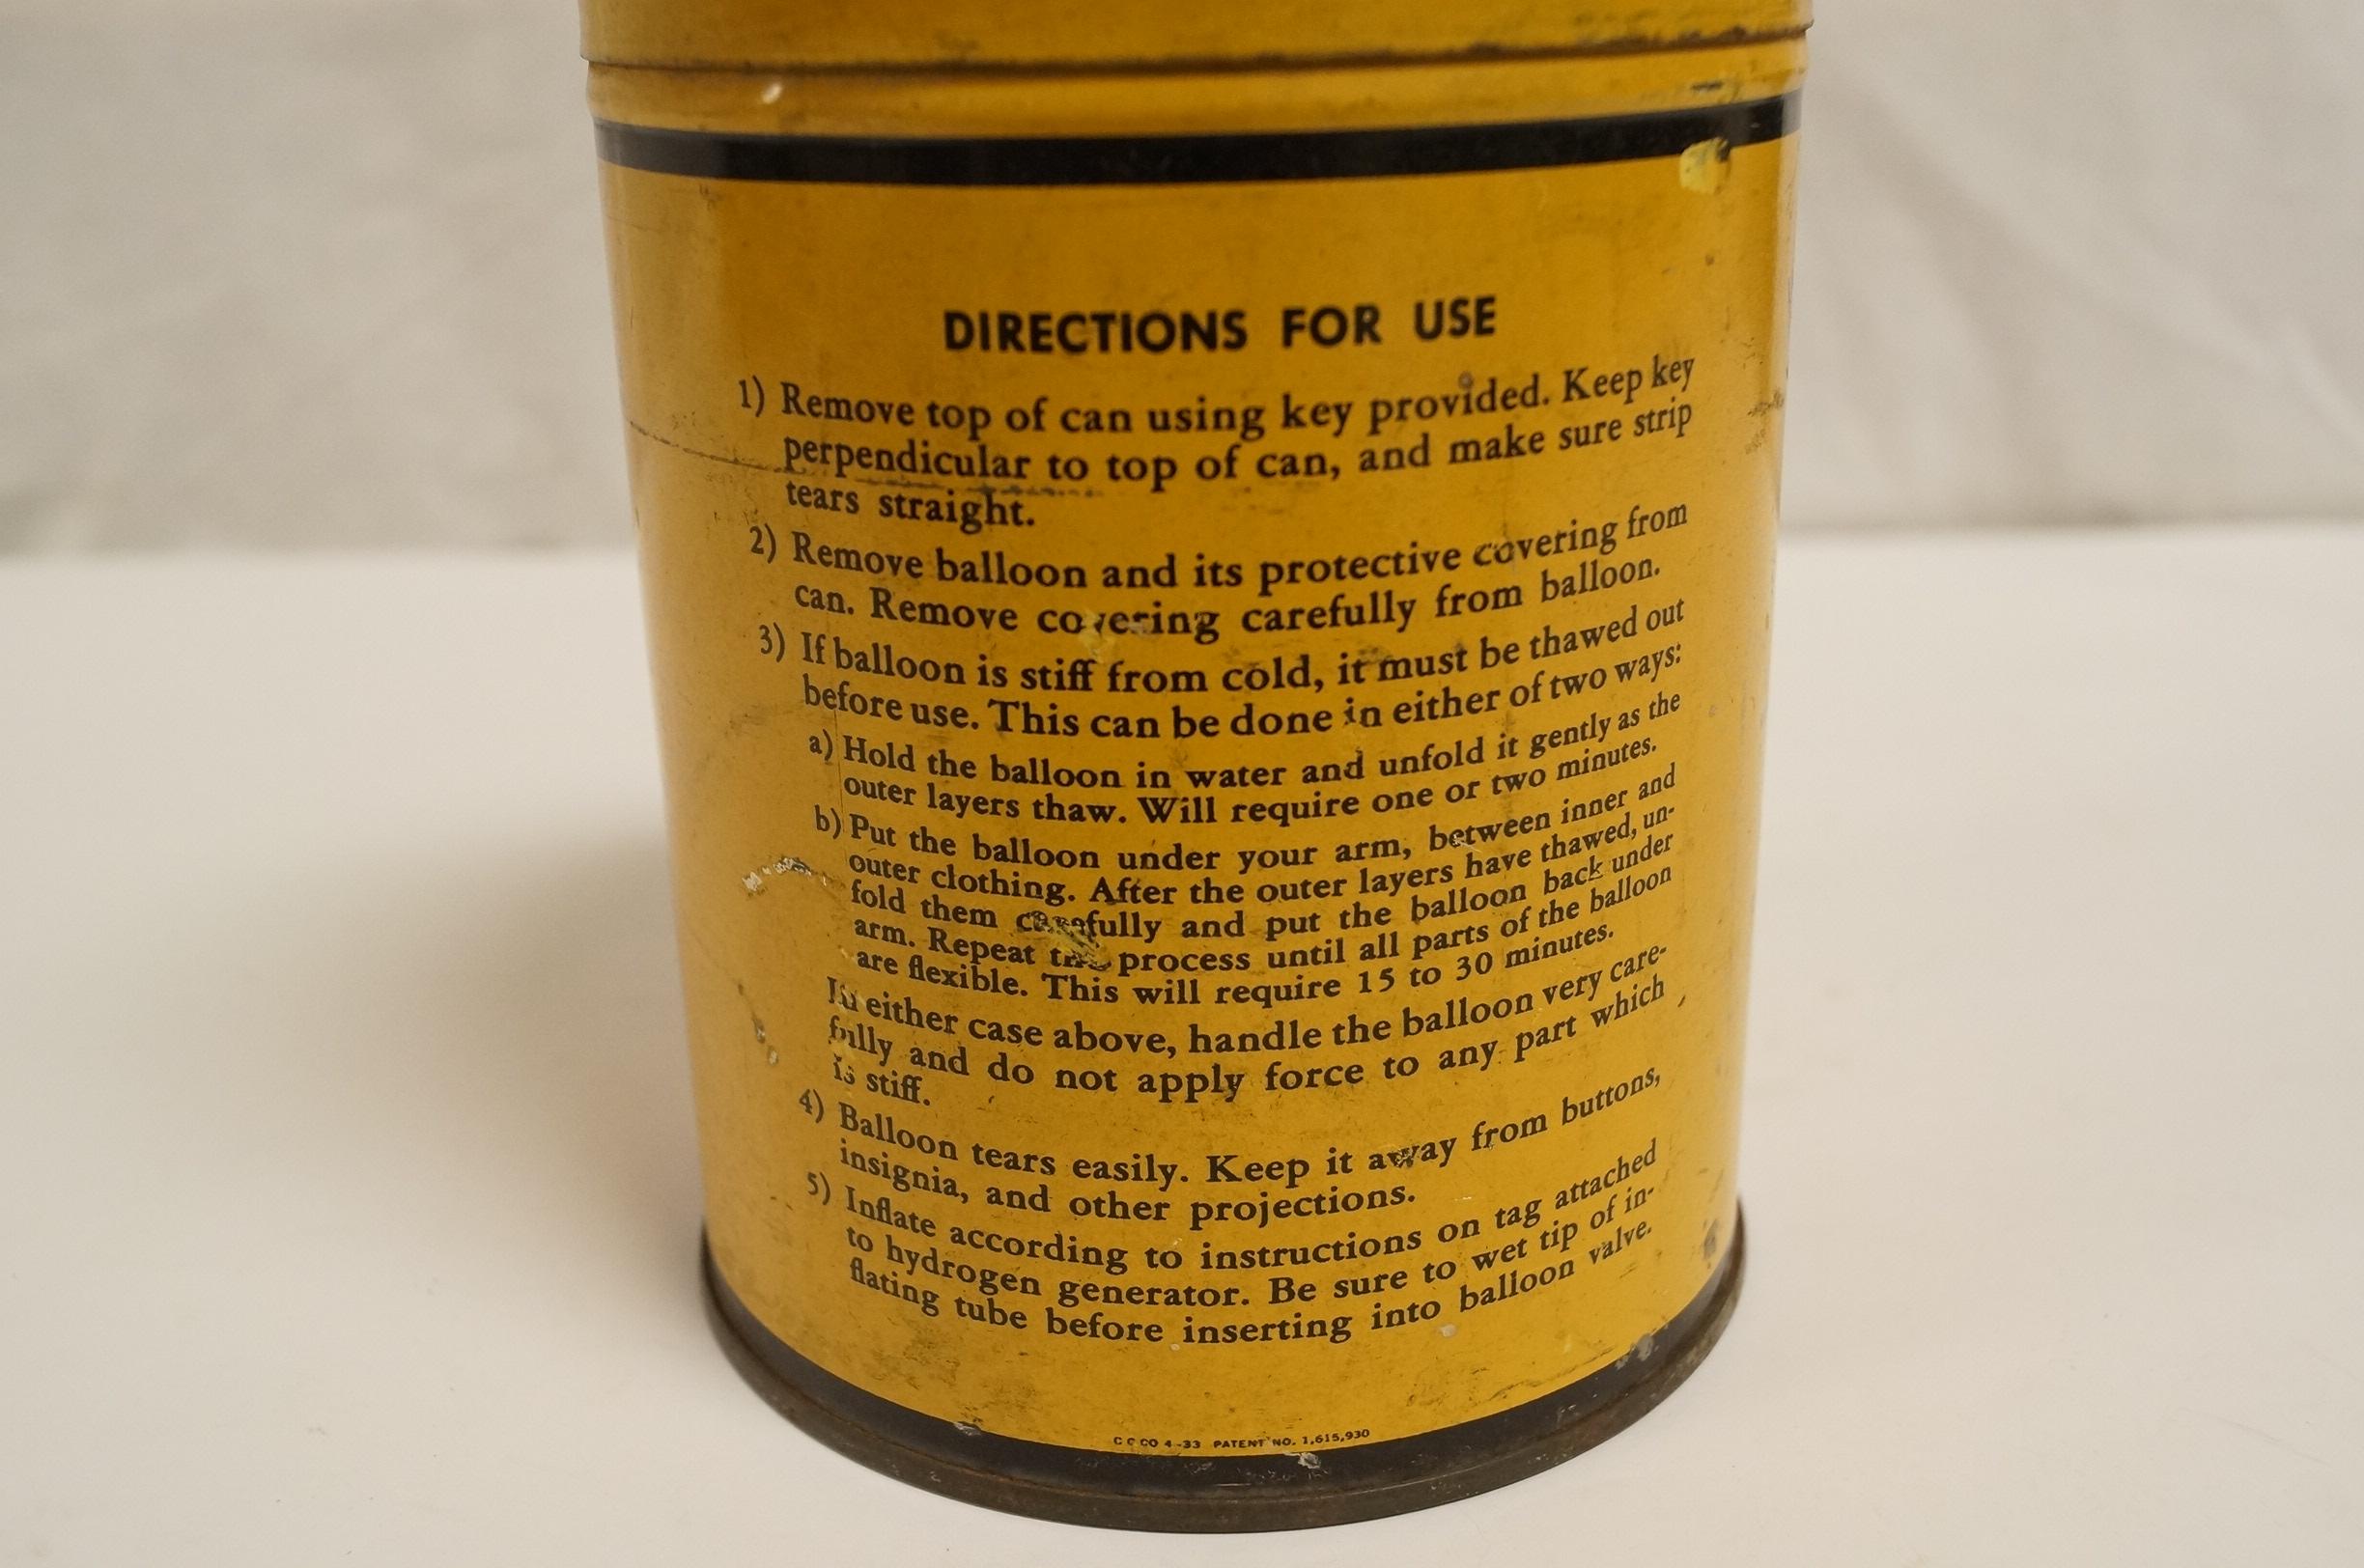 DIRECTIONS FOR USE
1) Remove top of can using key provided. Keep key
perpendicular to top of can, and make sure strip
tears straight.
2) Remove balloon and its protective covering from
can. Remove covering carefully from balloon.
3) If balloon is stiff from cold, it must be thawed out
before use. This can be done in either of two ways:
a) Hold the balloon in water and unfold it gently as the
outer layers thaw. Will require one or two minutes.
b) Put the balloon under your arm, between inner and
outer clothing. After the outer layers have thawed, un-
fold them carefully and put the balloon back under
arm. Repeat this process until all parts of the balloon
are flexible. This will require 15 to 30 minutes.
In either case above, handle the balloon very care-
fully and do not apply force to any part which
is stiff.
4) Balloon tears easily. Keep it away from buttons,
insignia, and other projections.
5) Inflate according to instructions on tag attached
to hydrogen generator. Be sure to wet tip of in-
flating tube before inserting into balloon valve.
C C CO 4-33 PATENT NO. 1,615,930